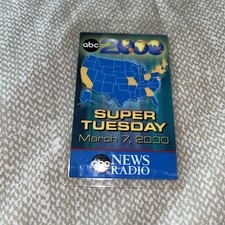 abc 2000
SUPER
TUESDAY
March 7, 2000
abc NEWS
RADIO